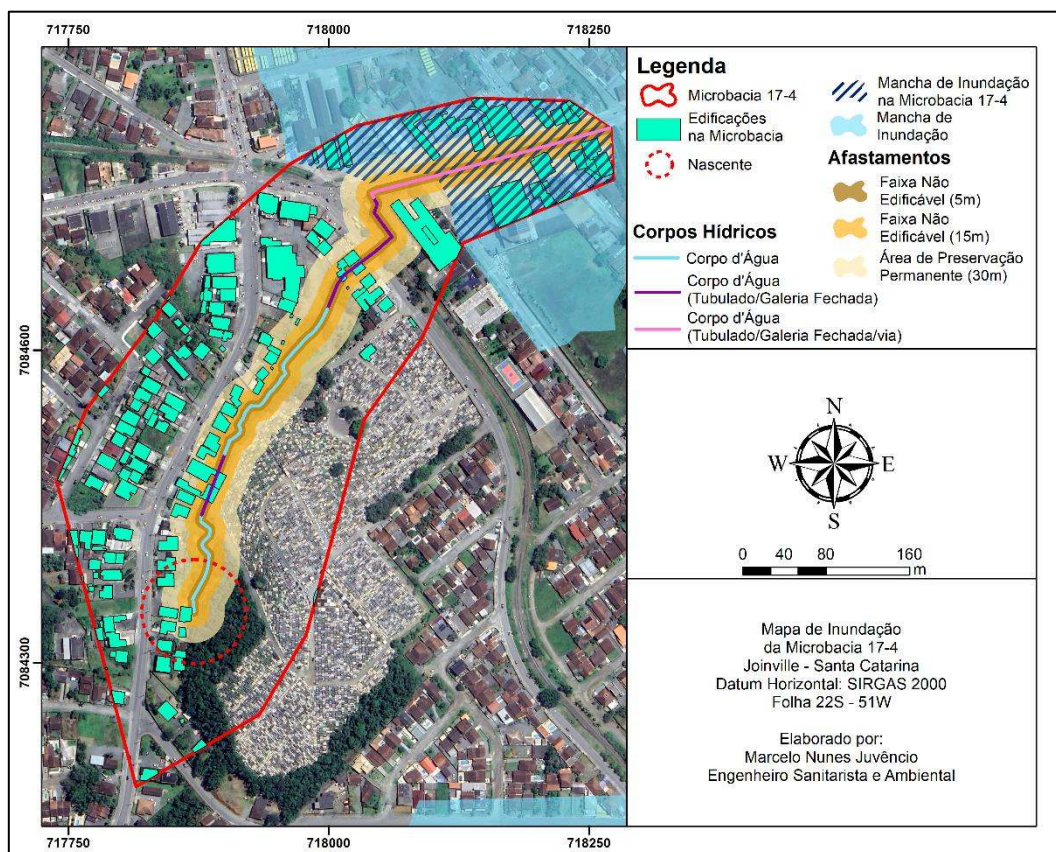 717750
718000
718250
7084600
7084300
Legenda
Microbacia 17-4
Edificações
na Microbacia
Nascente
Mancha de Inundação
na Microbacia 17-4
Mancha de
Inundação
Afastamentos
Faixa Não
Edificável (5m)
Faixa Não
Edificável (15m)
Área de Preservação
Permanente (30m)
Corpos Hídricos
Corpo d'Água
Corpo d'Água
(Tubulado/Galeria Fechada)
Corpo d'Água
(Tubulado/Galeria Fechada/via)
N
W
E
S
0 40 80 160
m
Mapa de Inundação
da Microbacia 17-4
Joinville - Santa Catarina
Datum Horizontal: SIRGAS 2000
Folha 22S - 51W
Elaborado por:
Marcelo Nunes Juvêncio
Engenheiro Sanitarista e Ambiental
717750
718000
718250